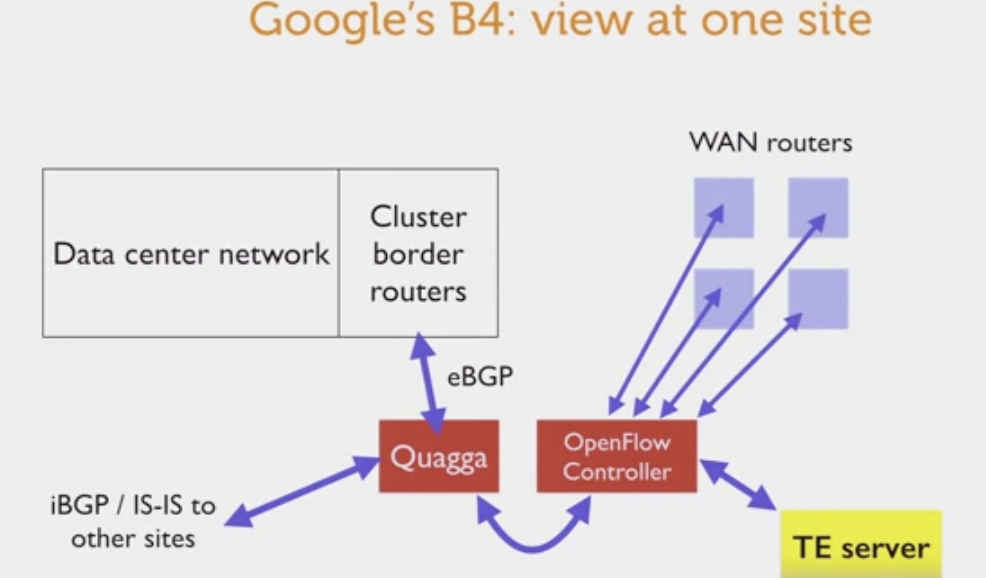 Google's B4: view at one site
WAN routers
Data center network
Cluster
border
routers
eBGP
Quagga
OpenFlow
Controller
iBGP / IS-IS to
other sites
TE server